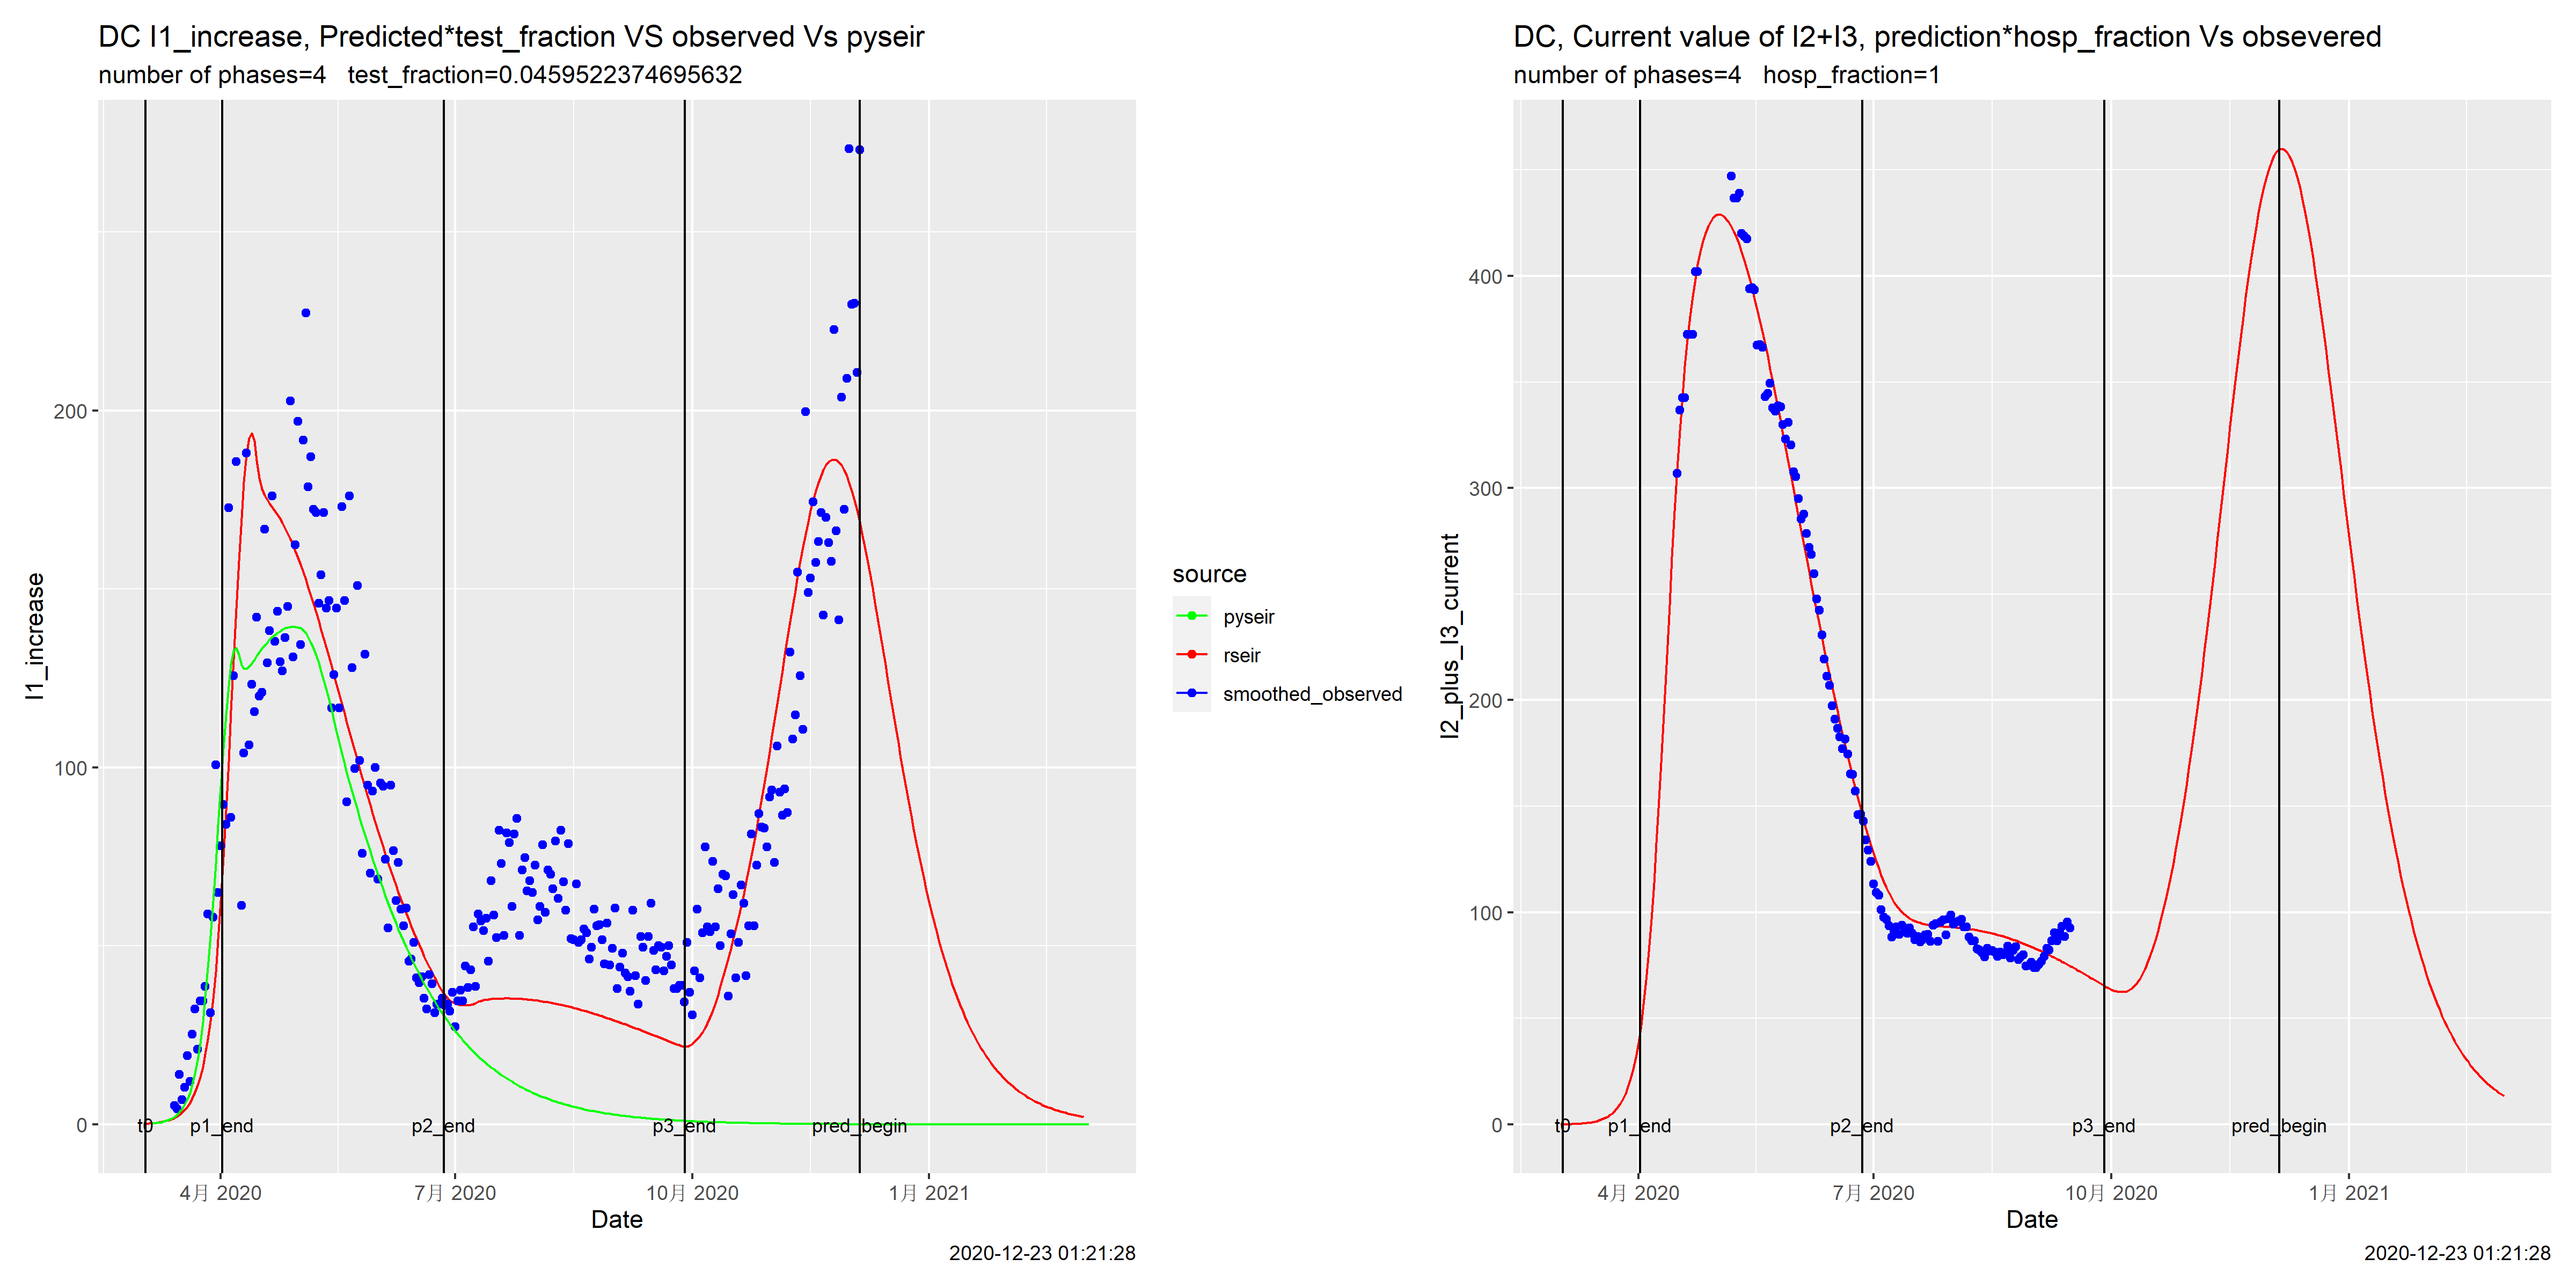 DC I1_increase, Predicted*test_fraction VS observed Vs pyseir
number of phases=4 test_fraction=0.0459522374695632
I1_increase
200
100
0
t0
p1_end
p2_end
p3_end
pred_begin
4月 2020
7月 2020
10月 2020
1月 2021
Date
2020-12-23 01:21:28
source
pyseir
rseir
smoothed_observed
DC, Current value of I2+I3, prediction*hosp_fraction Vs obsevered
number of phases=4 hosp_fraction=1
I2_plus_I3_current
400
300
200
100
0
t0
p1_end
p2_end
p3_end
pred_begin
4月 2020
7月 2020
10月 2020
1月 2021
Date
2020-12-23 01:21:28